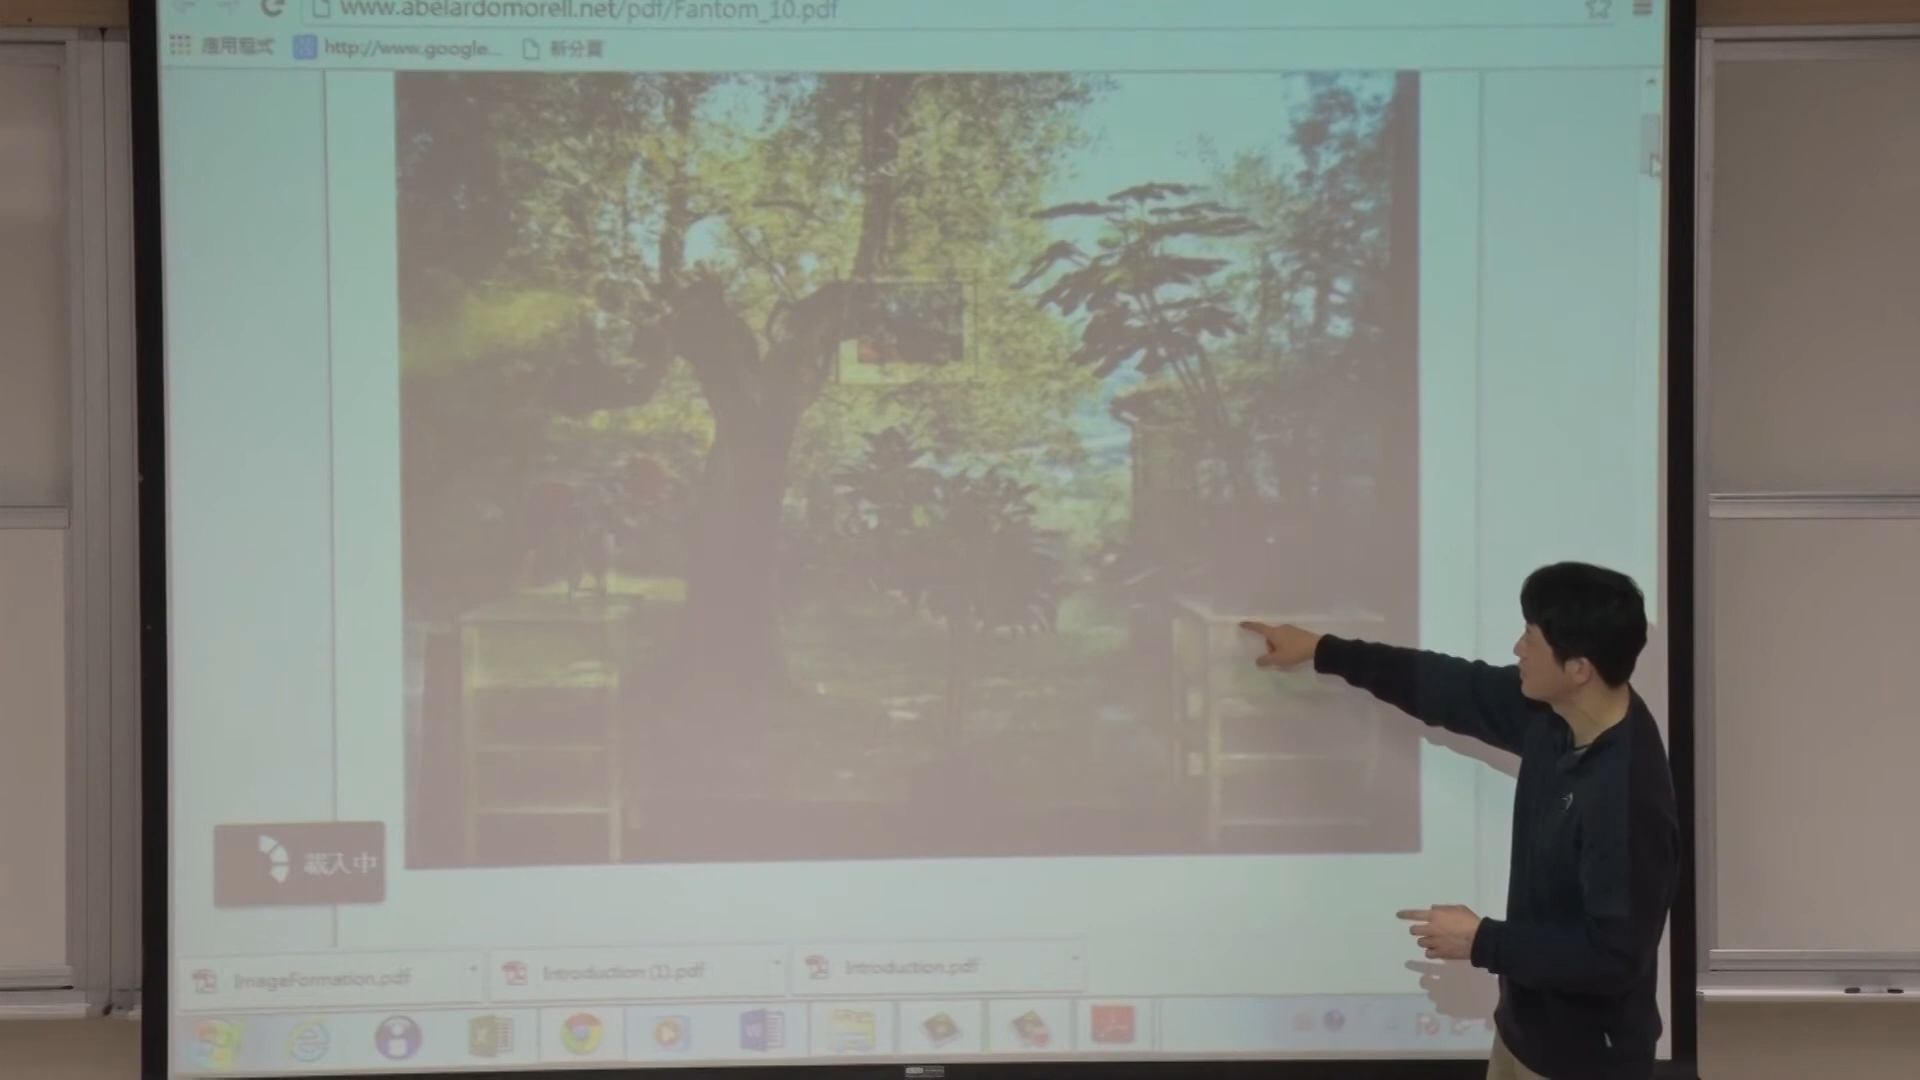 www.abelardomorell.net/pdf/Fantom_10.pdf
應用程式 http://www.google... 新分頁
載入中
ImageFormation.pdf Introduction (1).pdf Introduction.pdf